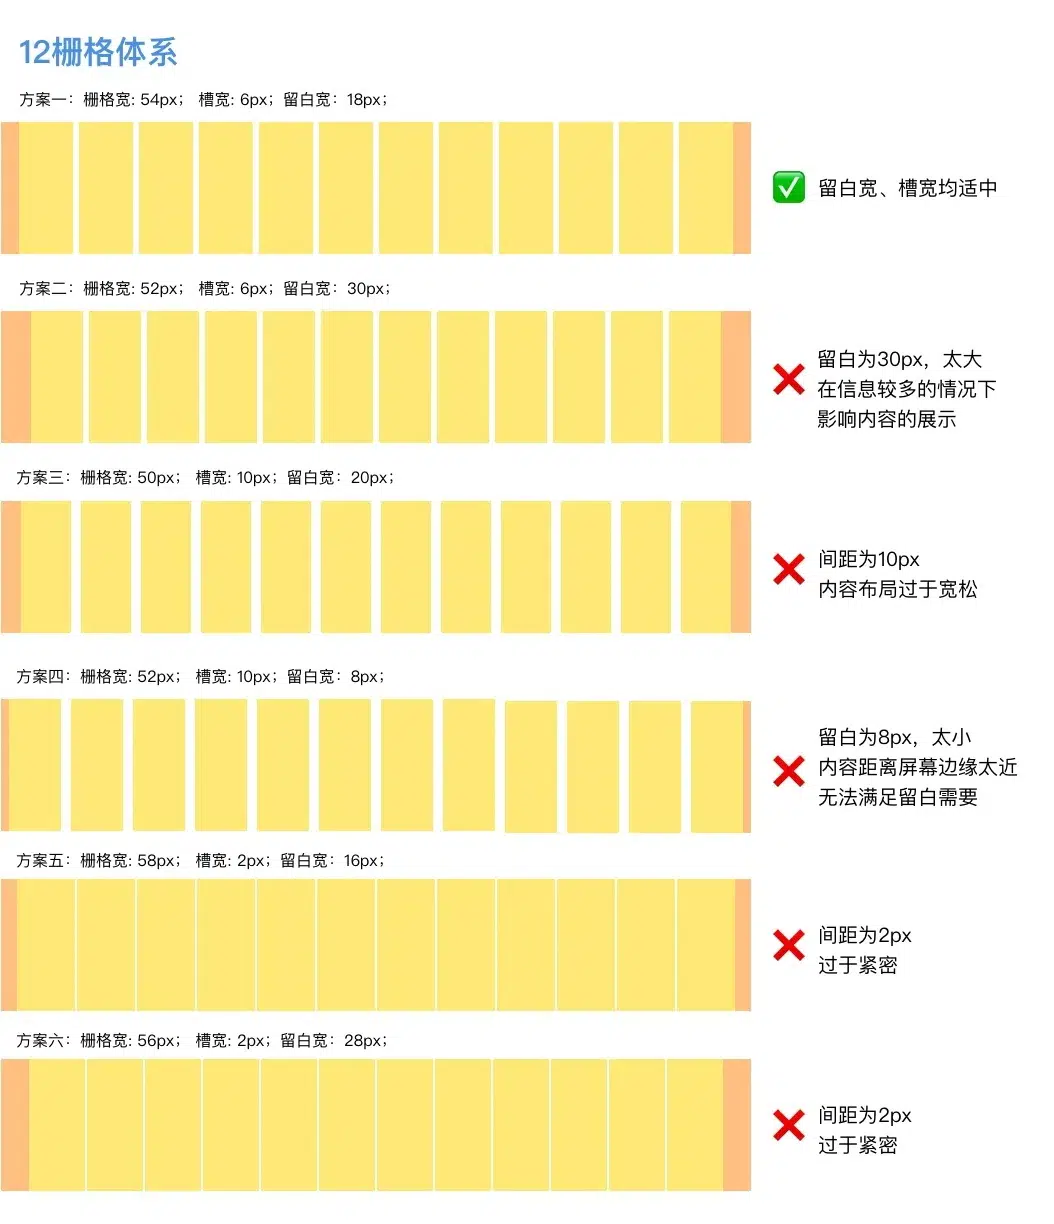 12栅格体系
方案一：栅格宽: 54px； 槽宽: 6px；留白宽：18px；
留白宽、槽宽均适中
方案二：栅格宽: 52px； 槽宽: 6px；留白宽：30px；
留白为30px，太大
在信息较多的情况下
影响内容的展示
方案三：栅格宽: 50px； 槽宽: 10px；留白宽：20px；
间距为10px
内容布局过于宽松
方案四：栅格宽: 52px； 槽宽: 10px；留白宽：8px；
留白为8px，太小
内容距离屏幕边缘太近
无法满足留白需要
方案五：栅格宽: 58px； 槽宽: 2px；留白宽：16px；
间距为2px
过于紧密
方案六：栅格宽: 56px； 槽宽: 2px；留白宽：28px；
间距为2px
过于紧密